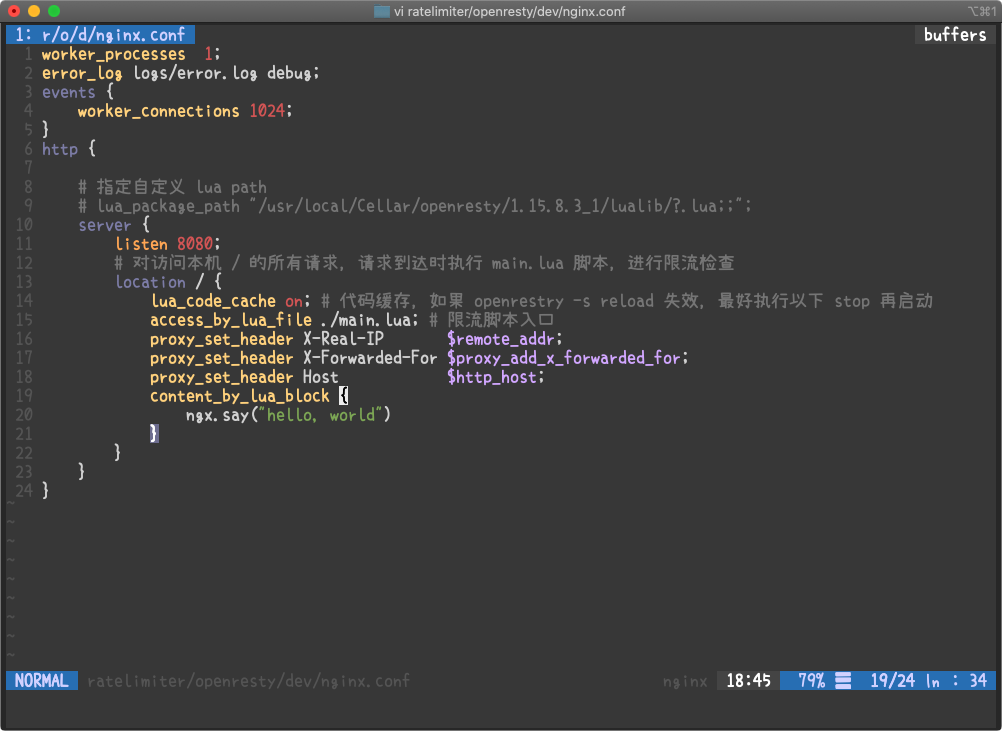 vi ratelimiter/openresty/dev/nginx.conf ⌥⌘1
1: r/o/d/nginx.conf buffers
1 worker_processes  1;
2 error_log logs/error.log debug;
3 events {
4     worker_connections 1024;
5 }
6 http {
7
8     # 指定自定义 lua path
9     # lua_package_path "/usr/local/Cellar/openresty/1.15.8.3_1/lualib/?.lua;;";
10     server {
11         listen 8080;
12         # 对访问本机 / 的所有请求, 请求到达时执行 main.lua 脚本, 进行限流检查
13         location / {
14             lua_code_cache on; # 代码缓存, 如果 openrestry -s reload 失效, 最好执行以下 stop 再启动
15             access_by_lua_file ./main.lua; # 限流脚本入口
16             proxy_set_header X-Real-IP       $remote_addr;
17             proxy_set_header X-Forwarded-For $proxy_add_x_forwarded_for;
18             proxy_set_header Host            $http_host;
19             content_by_lua_block {
20                 ngx.say("hello, world")
21             }
22         }
23     }
24 }
~
~
~
~
~
~
~
~
~
NORMAL ratelimiter/openresty/dev/nginx.conf nginx 18:45 79% ☰ 19/24 ln : 34